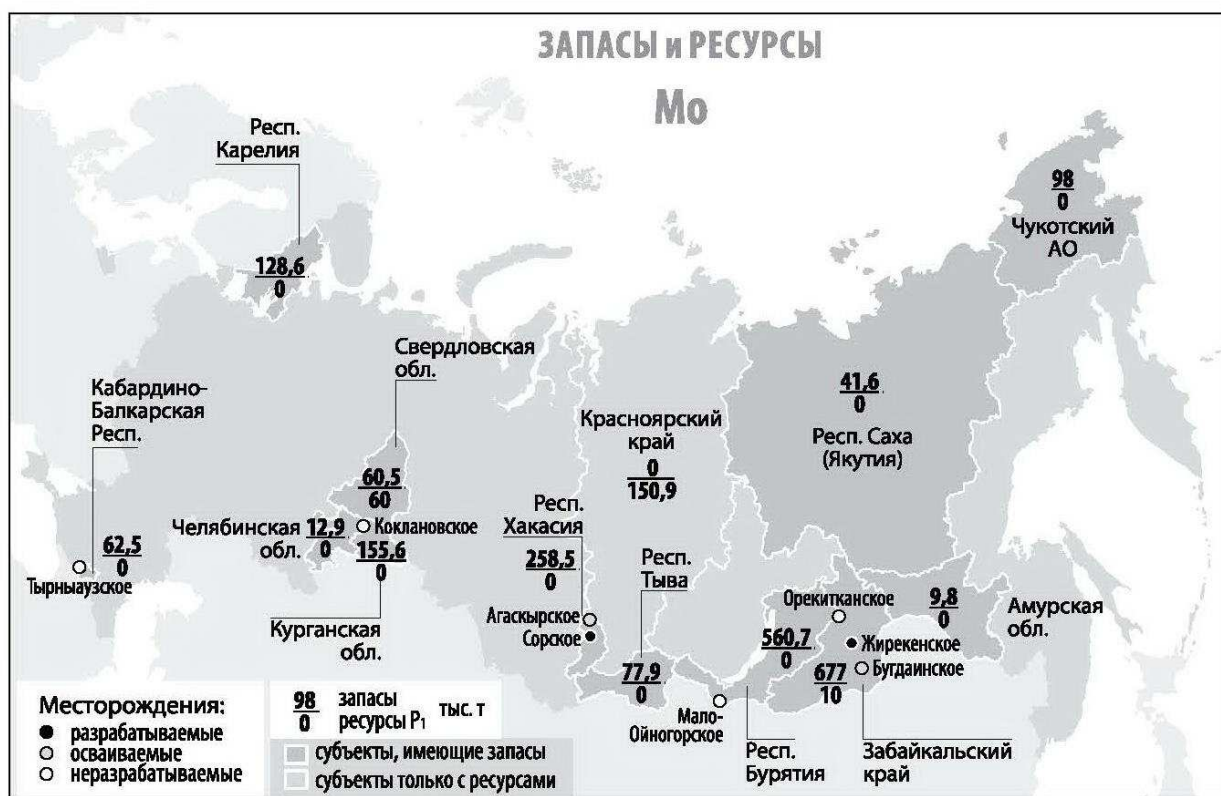 ЗАПАСЫ и РЕСУРСЫ
Mo
Респ.
Карелия
128,6
0
98
0
Чукотский
АО
Свердловская
обл.
60,5
60
Кабардино-
Балкарская
Респ.
62,5
0
Тырныаузское
Челябинская
обл.
12,9
0
Коклановское
155,6
0
Курганская
обл.
Красноярский
край
0
150,9
41,6
0
Респ. Саха
(Якутия)
Респ.
Хакасия
258,5
0
Агаскырское
Сорское
Респ.
Тыва
77,9
0
Мало-
Ойногорское
560,7
0
Респ.
Бурятия
Орекитканское
Жирекенское
Бугдаинское
677
10
Забайкальский
край
9,8
0
Амурская
обл.
Месторождения:
разрабатываемые
осваиваемые
неразрабатываемые
98 запасы
0 ресурсы P₁ тыс. т
субъекты, имеющие запасы
субъекты только с ресурсами